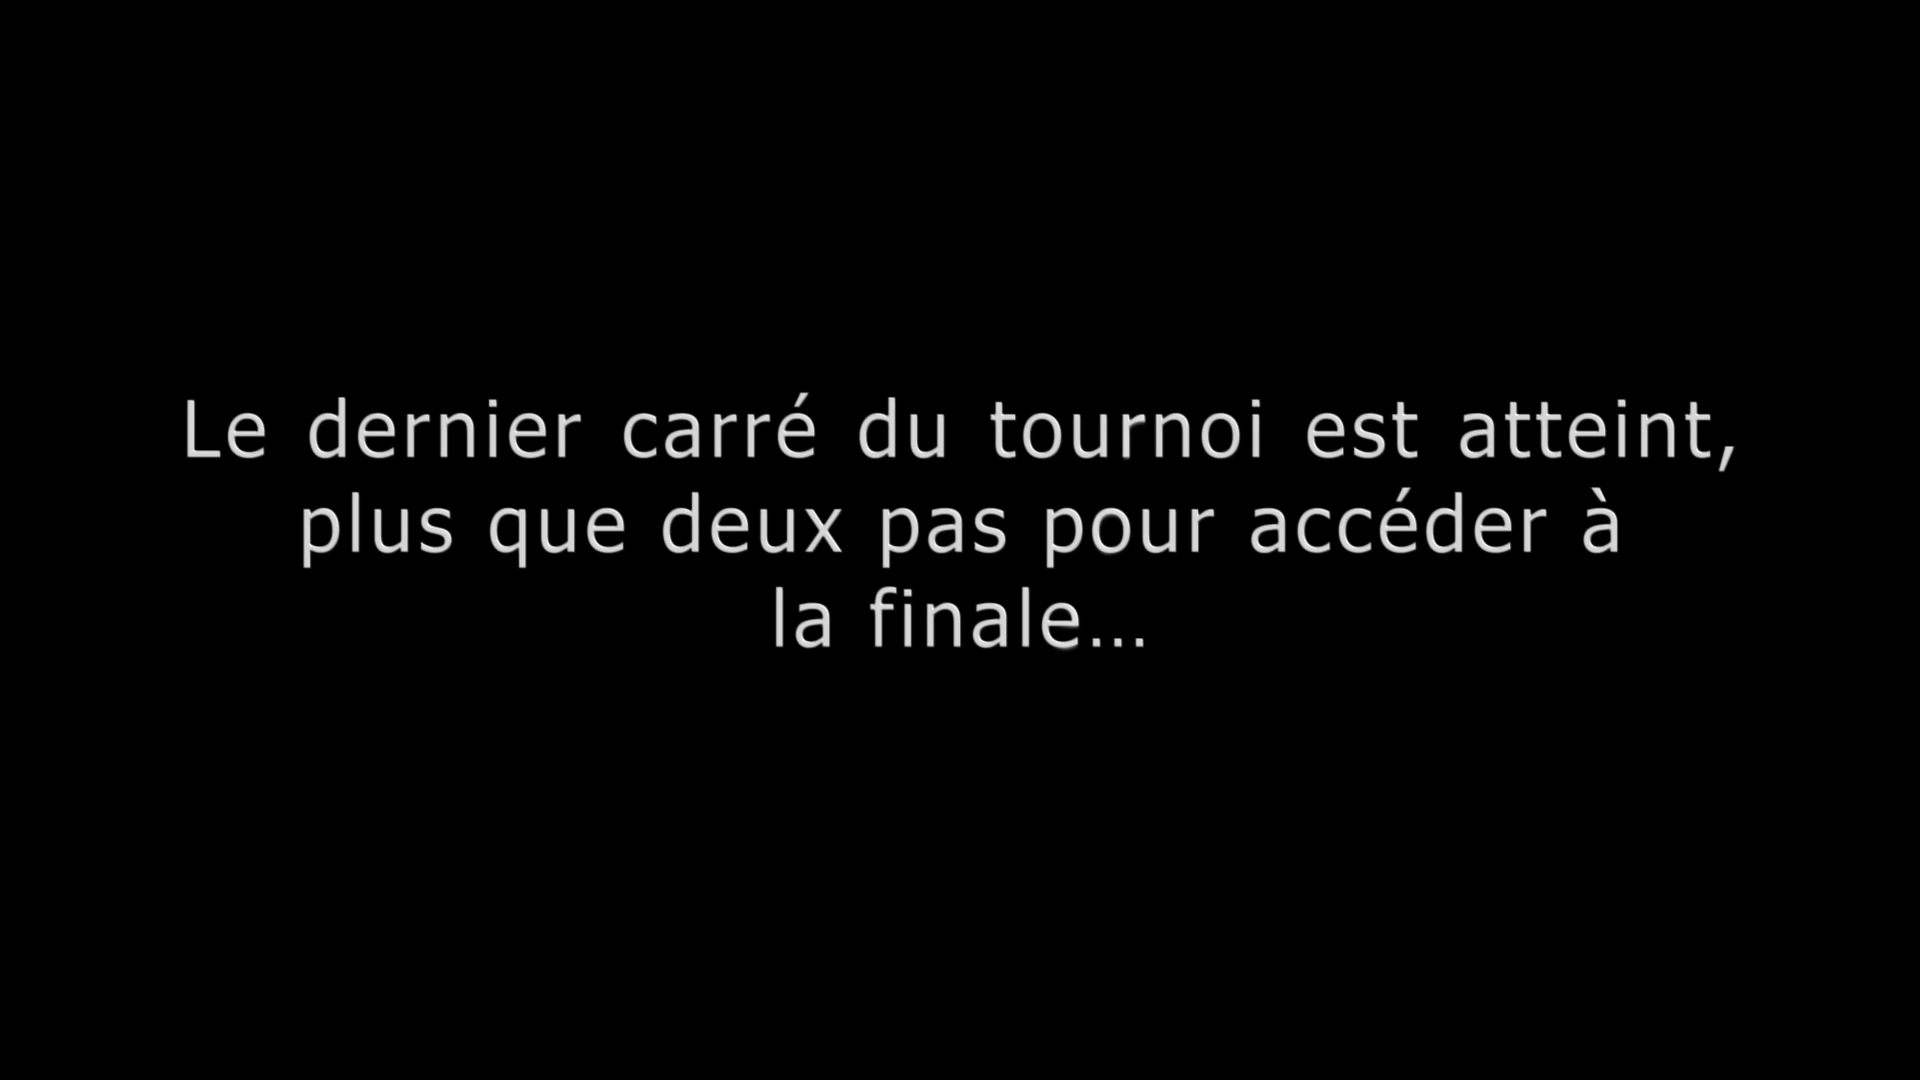 Le dernier carré du tournoi est atteint,
plus que deux pas pour accéder à
la finale...